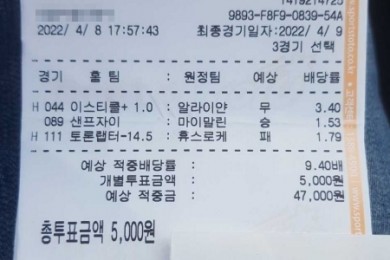 9893-F8F9-0839-54A
2022/ 4/ 8 17:57:43 최종경기일자:2022/ 4/ 9
3경기 선택
경기 홈 팀 : 원정팀 예상 배당률
H 044 이스티쿨+ 1.0 : 알라이얀 무 3.40
089 샌프자이 : 마이말린 승 1.53
H 111 토론랩터-14.5 : 휴스로케 패 1.79
예상 적중배당률 : 9.40배
개별투표금액 : 5,000원
예상 적중금 : 47,000원
총투표금액 5,000원